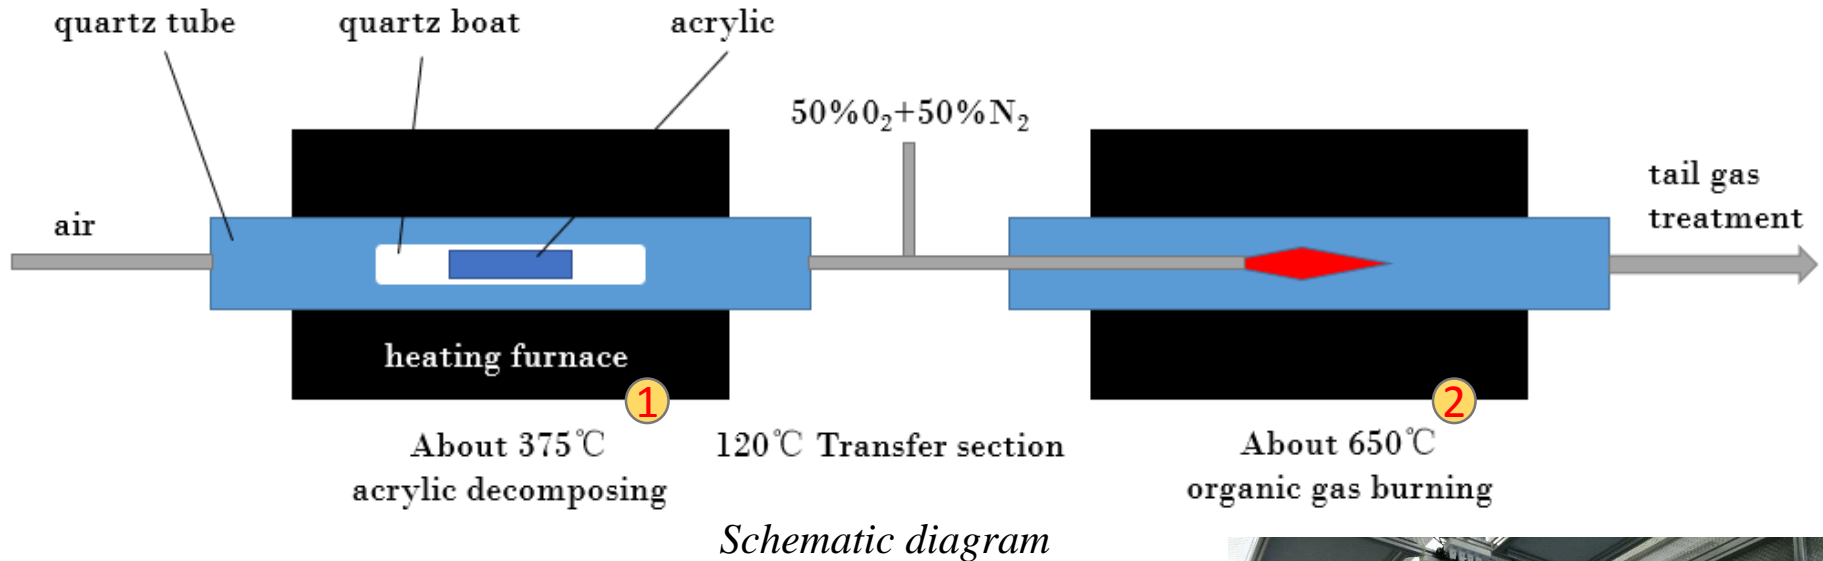 quartz tube
quartz boat
acrylic
50%0₂+50%N₂
air
tail gas
treatment
heating furnace
1
2
About 375℃
acrylic decomposing
120℃ Transfer section
About 650℃
organic gas burning
Schematic diagram